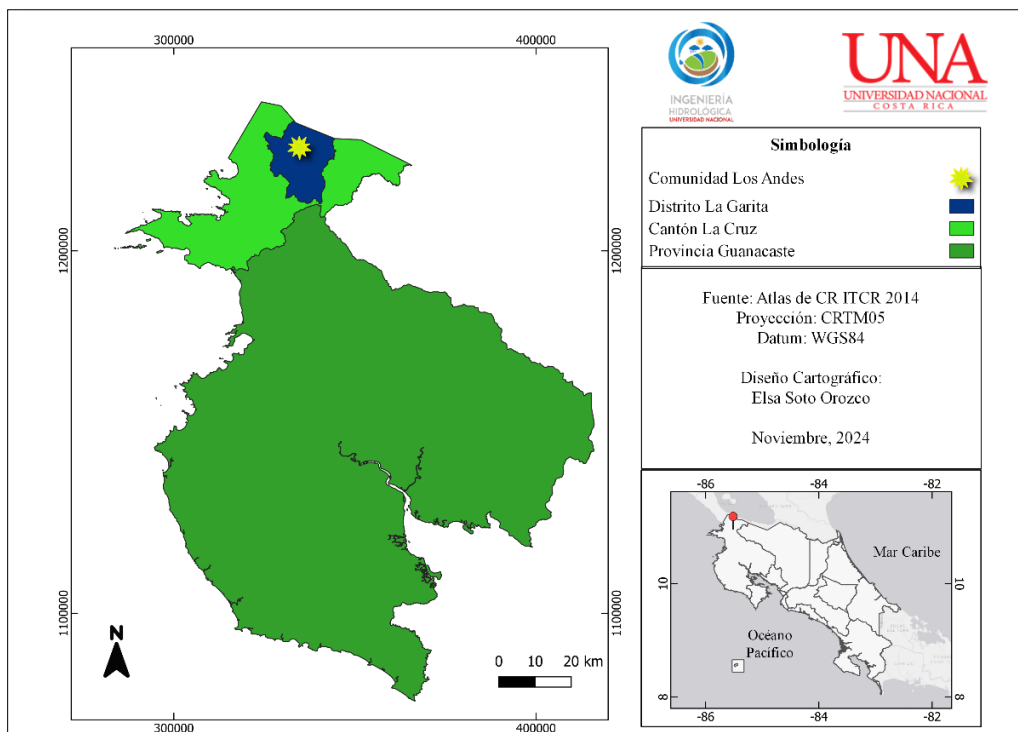 300000
400000
1200000
1200000
1100000
1100000
N
0 10 20 km
300000
400000
INGENIERÍA
HIDROLÓGICA
UNIVERSIDAD NACIONAL
UNA
UNIVERSIDAD NACIONAL
COSTA RICA
Simbología
Comunidad Los Andes
Distrito La Garita
Cantón La Cruz
Provincia Guanacaste
Fuente: Atlas de CR ITCR 2014
Proyección: CRTM05
Datum: WGS84
Diseño Cartográfico:
Elsa Soto Orozco
Noviembre, 2024
-86
-84
-82
Mar Caribe
10
10
Océano
Pacífico
8
8
-86
-84
-82